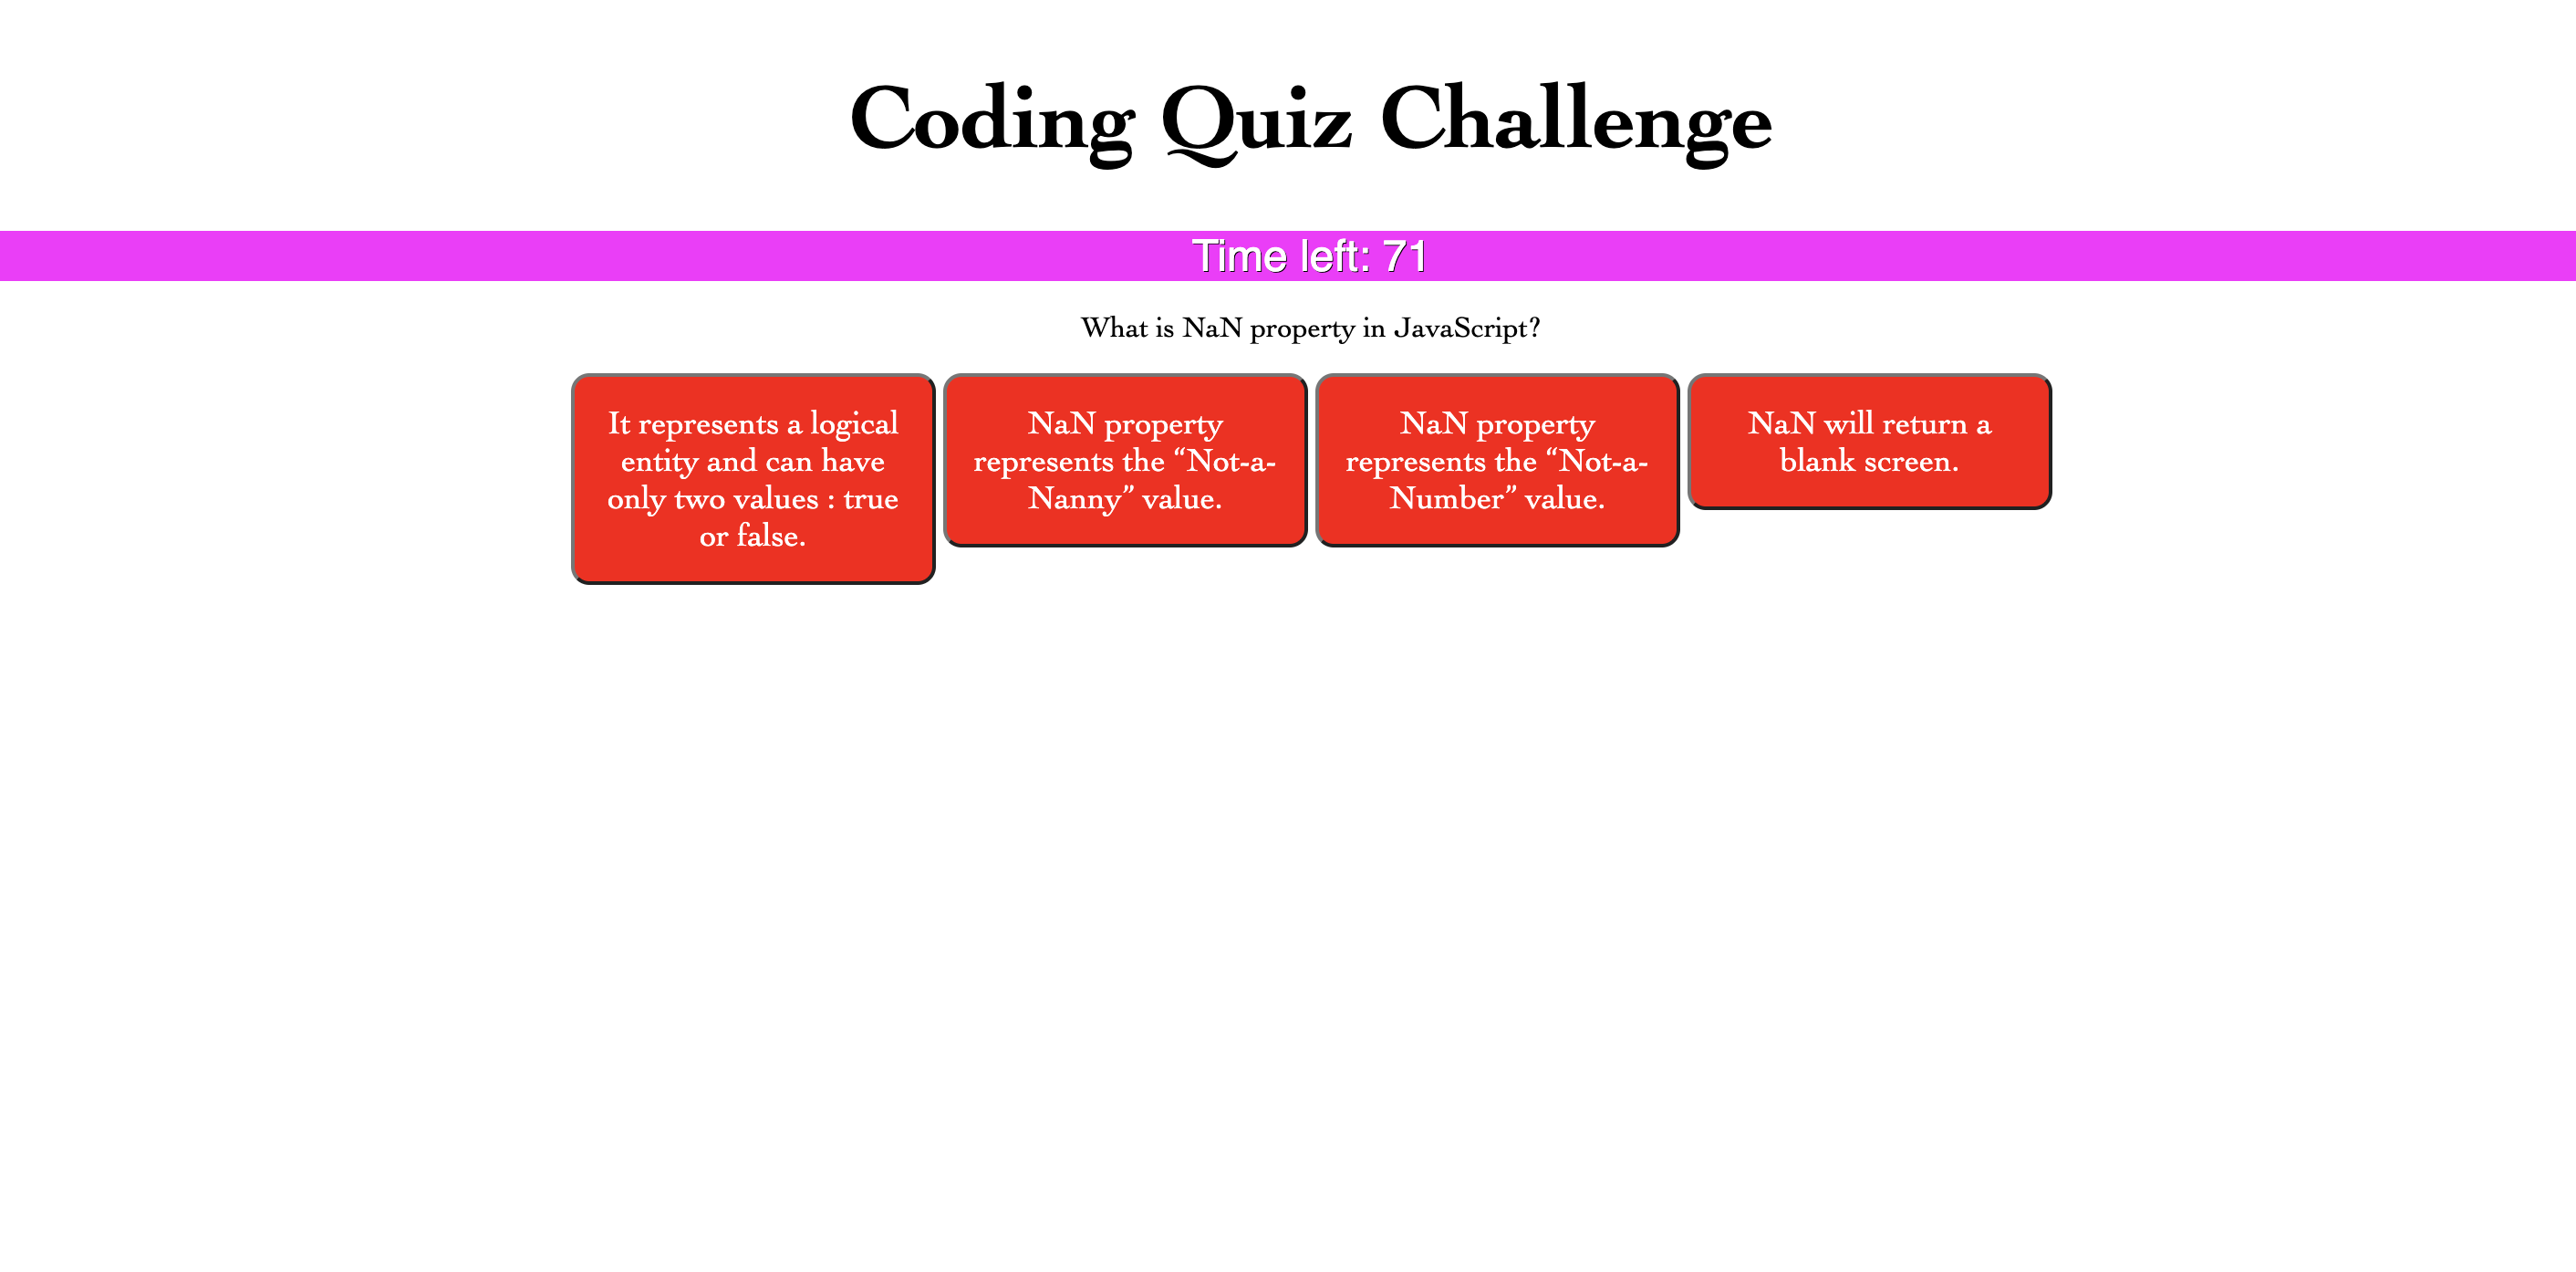 Coding Quiz Challenge
Time left: 71
What is NaN property in JavaScript?
It represents a logical
entity and can have
only two values : true
or false.
NaN property
represents the “Not-a-
Nanny” value.
NaN property
represents the “Not-a-
Number” value.
NaN will return a
blank screen.